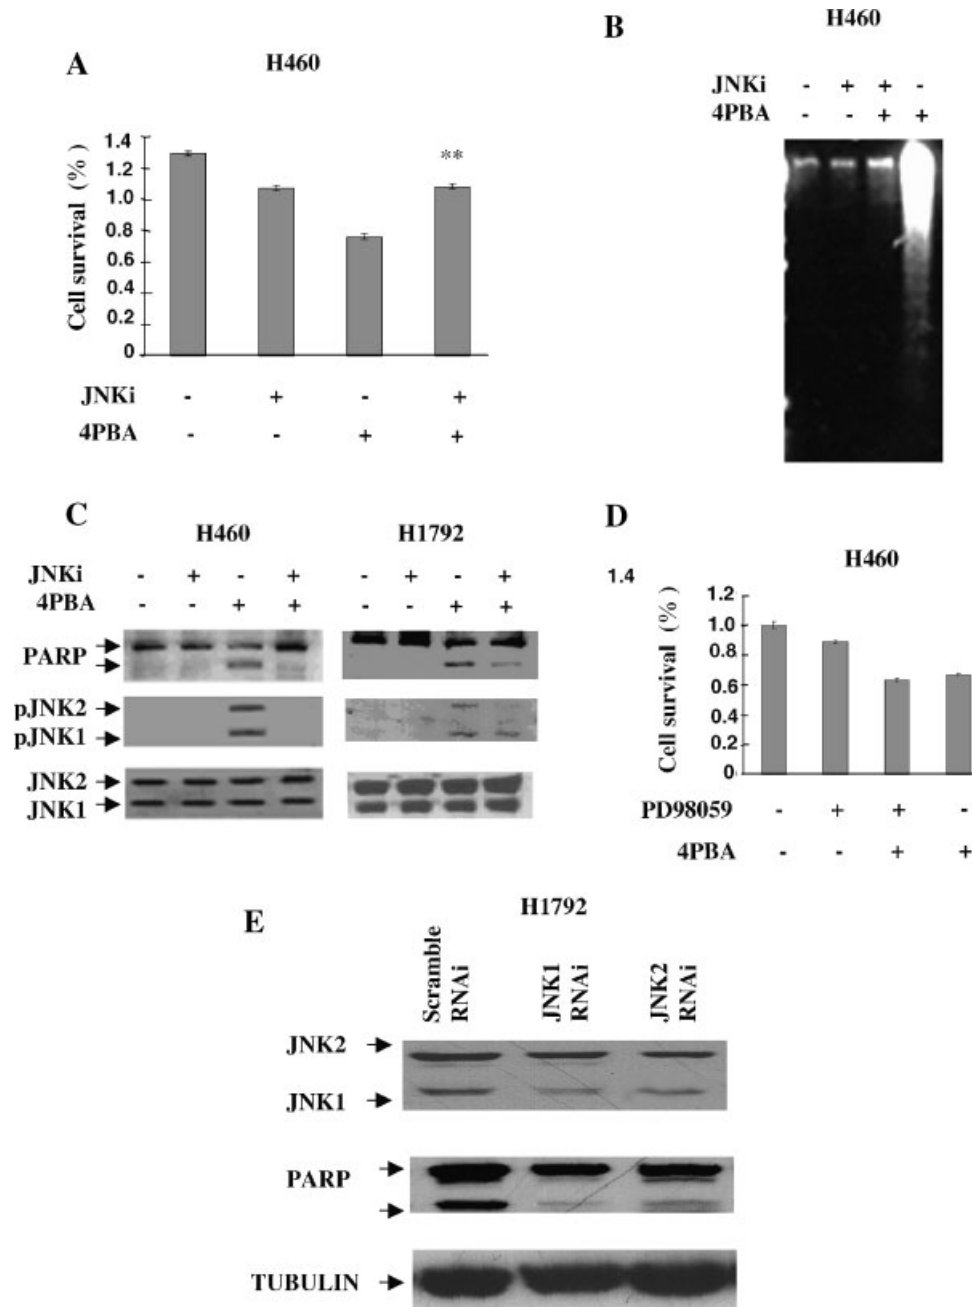 A
H460
Cell survival (%)
1.4
1.2
1.0
0.8
0.6
0.4
0.2
0
**
JNKi - + - +
4PBA - - + +
B
H460
JNKi - + + -
4PBA - - + +
C
H460 H1792
JNKi - + - + - + - +
4PBA - - + + - - + +
PARP
pJNK2
pJNK1
JNK2
JNK1
D
H460
1.4
Cell survival (%)
1.2
1.0
0.8
0.6
0.4
0.2
0
PD98059 - + + -
4PBA - - + +
E
H1792
Scramble
RNAi
JNK1
RNAi
JNK2
RNAi
JNK2
JNK1
PARP
TUBULIN